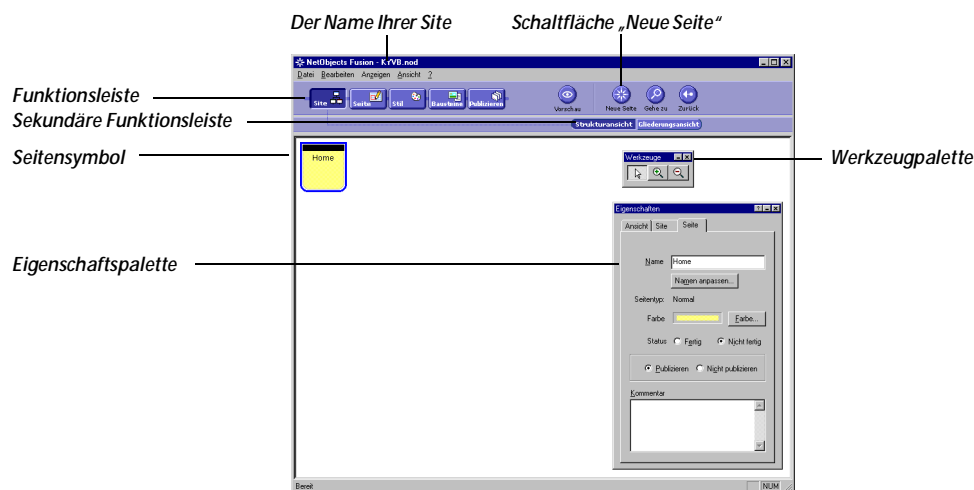 Der Name Ihrer Site
Schaltfläche „Neue Seite“
NetObjects Fusion - KYVB.nod
Datei Bearbeiten Anzeigen Ansicht ?
Funktionsleiste
Site Seite Stil Bausteine Publizieren
Vorschau Neue Seite Gehe zu Zurück
Sekundäre Funktionsleiste
Strukturansicht Gliederungsansicht
Seitensymbol
Home
Werkzeuge
Werkzeugpalette
Eigenschaften
Ansicht Site Seite
Eigenschaftspalette
Name Home
Namen anpassen...
Seitentyp: Normal
Farbe Farbe...
Status Fertig Nicht fertig
Publizieren Nicht publizieren
Kommentar
Bereit NUM